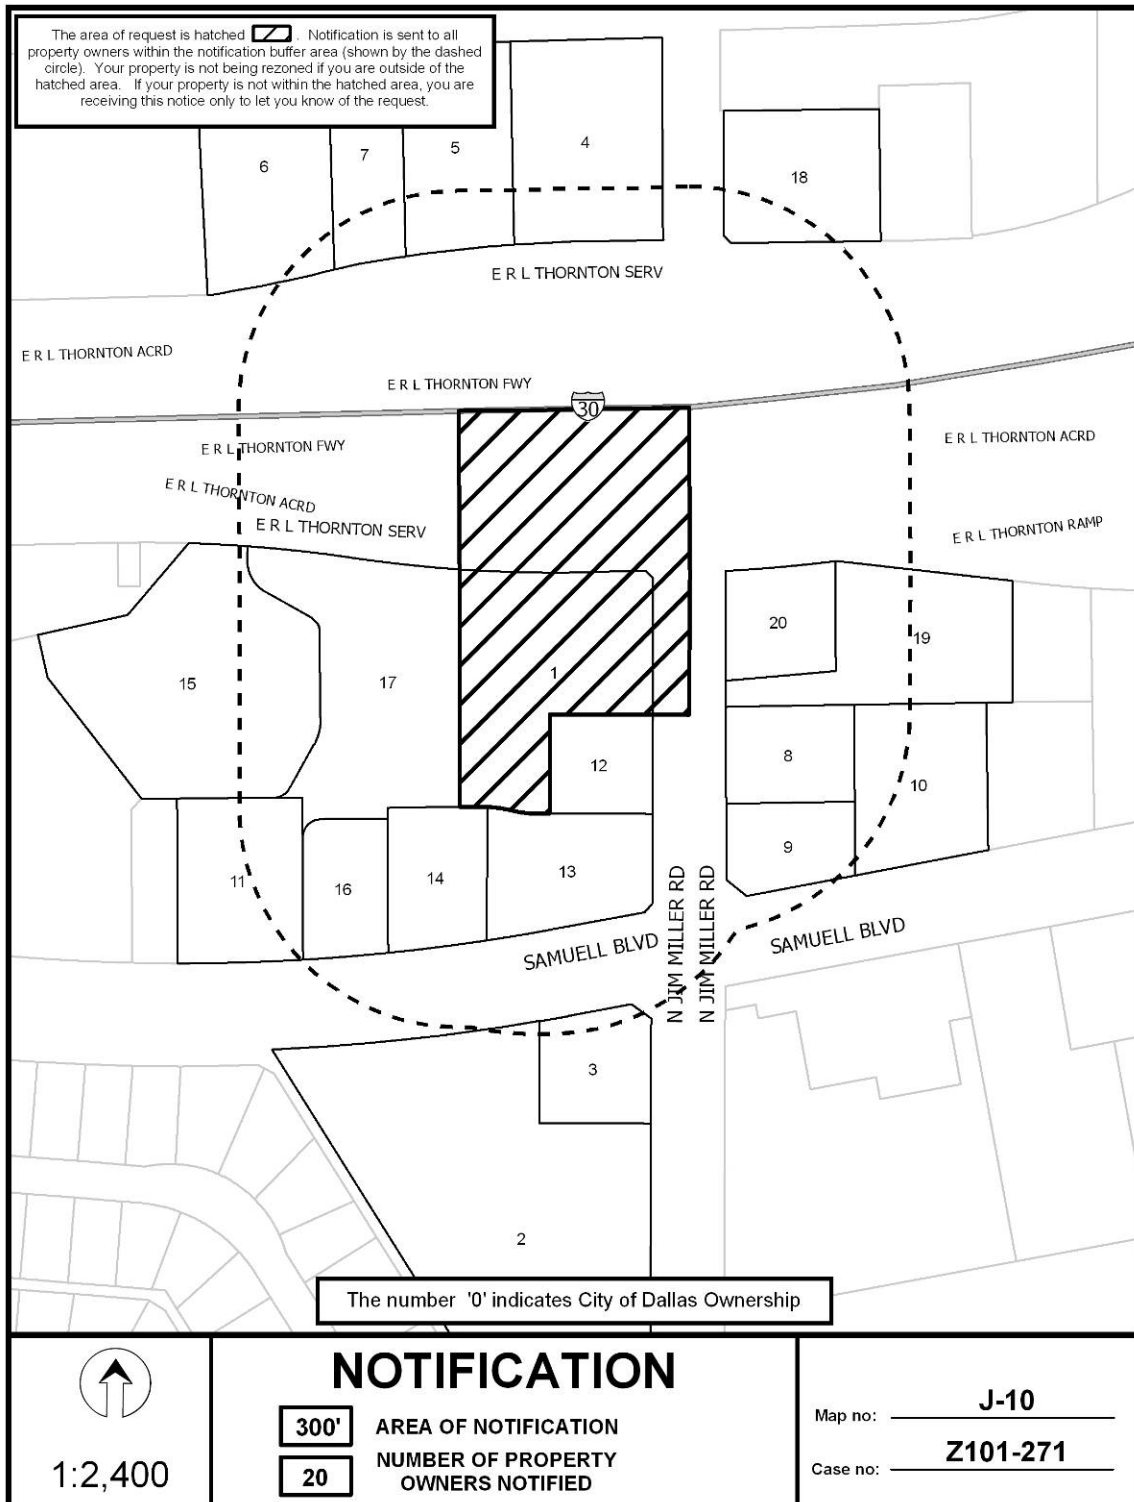 The area of request is hatched . Notification is sent to all
property owners within the notification buffer area (shown by the dashed
circle). Your property is not being rezoned if you are outside of the
hatched area. If your property is not within the hatched area, you are
receiving this notice only to let you know of the request.
6
7
5
4
18
E R L THORNTON SERV
E R L THORNTON ACRD
E R L THORNTON FWY
30
E R L THORNTON FWY
E R L THORNTON ACRD
E R L THORNTON ACRD
E R L THORNTON SERV
E R L THORNTON RAMP
20
19
15
17
1
12
8
10
9
11
16
14
13
SAMUELL BLVD
N JIM MILLER RD
N JIM MILLER RD
SAMUELL BLVD
3
2
The number '0' indicates City of Dallas Ownership
1:2,400
NOTIFICATION
300' AREA OF NOTIFICATION
20 NUMBER OF PROPERTY
OWNERS NOTIFIED
Map no: J-10
Case no: Z101-271